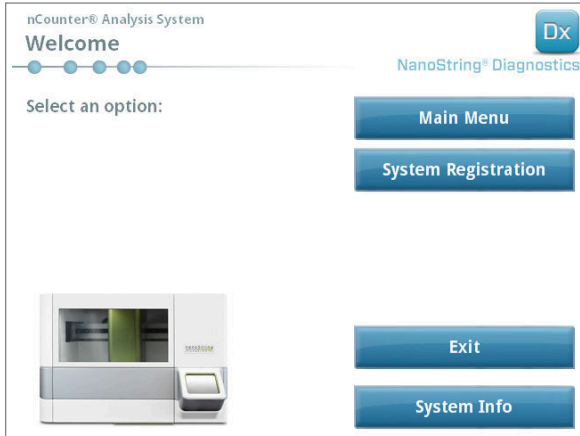 nCounter® Analysis System
Welcome
Dx
NanoString® Diagnostics
Select an option:
Main Menu
System Registration
Exit
System Info